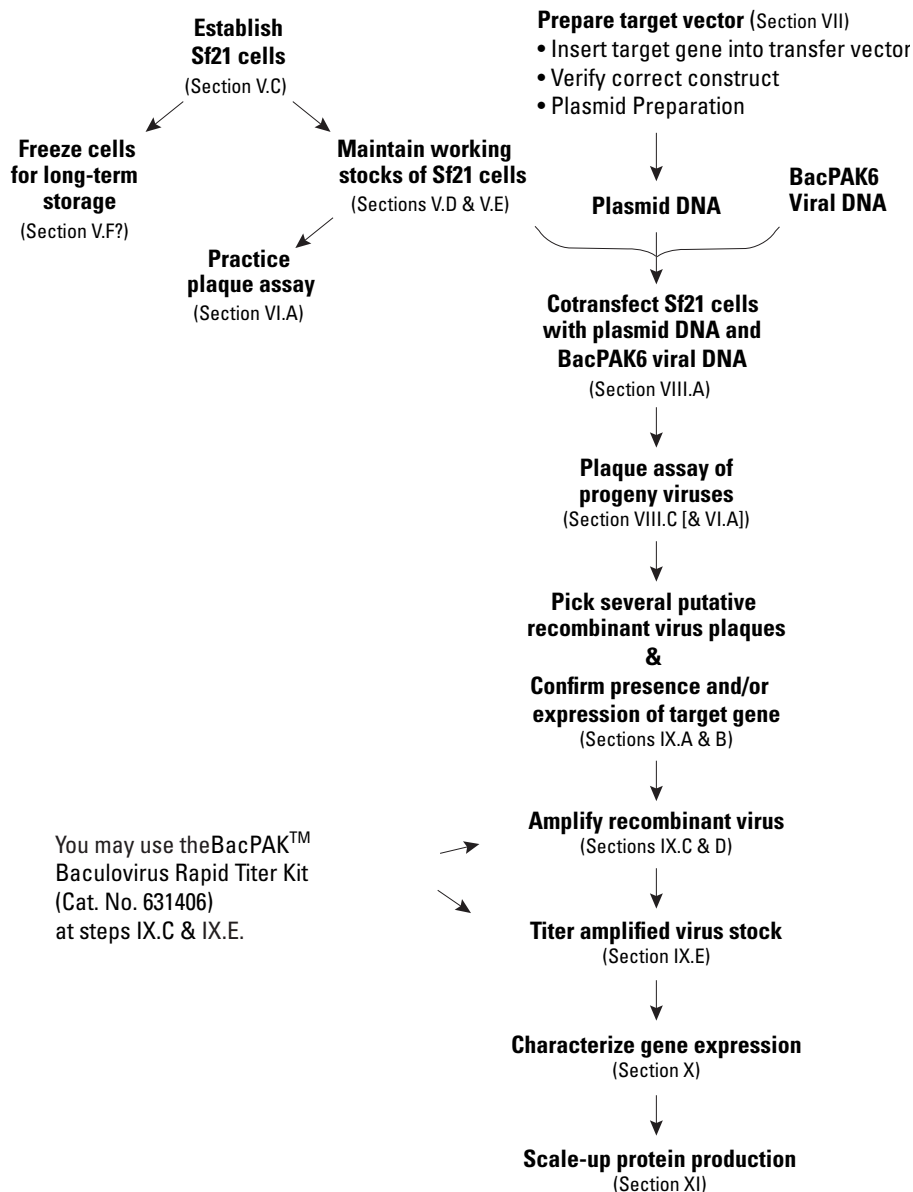 Establish
Sf21 cells
(Section V.C)
Freeze cells
for long-term
storage
(Section V.F?)
Maintain working
stocks of Sf21 cells
(Sections V.D & V.E)
Practice
plaque assay
(Section VI.A)
Prepare target vector (Section VII)
• Insert target gene into transfer vector
• Verify correct construct
• Plasmid Preparation
Plasmid DNA
BacPAK6
Viral DNA
Cotransfect Sf21 cells
with plasmid DNA and
BacPAK6 viral DNA
(Section VIII.A)
Plaque assay of
progeny viruses
(Section VIII.C [& VI.A])
Pick several putative
recombinant virus plaques
&
Confirm presence and/or
expression of target gene
(Sections IX.A & B)
Amplify recombinant virus
(Sections IX.C & D)
You may use theBacPAK™
Baculovirus Rapid Titer Kit
(Cat. No. 631406)
at steps IX.C & IX.E.
Titer amplified virus stock
(Section IX.E)
Characterize gene expression
(Section X)
Scale-up protein production
(Section XI)